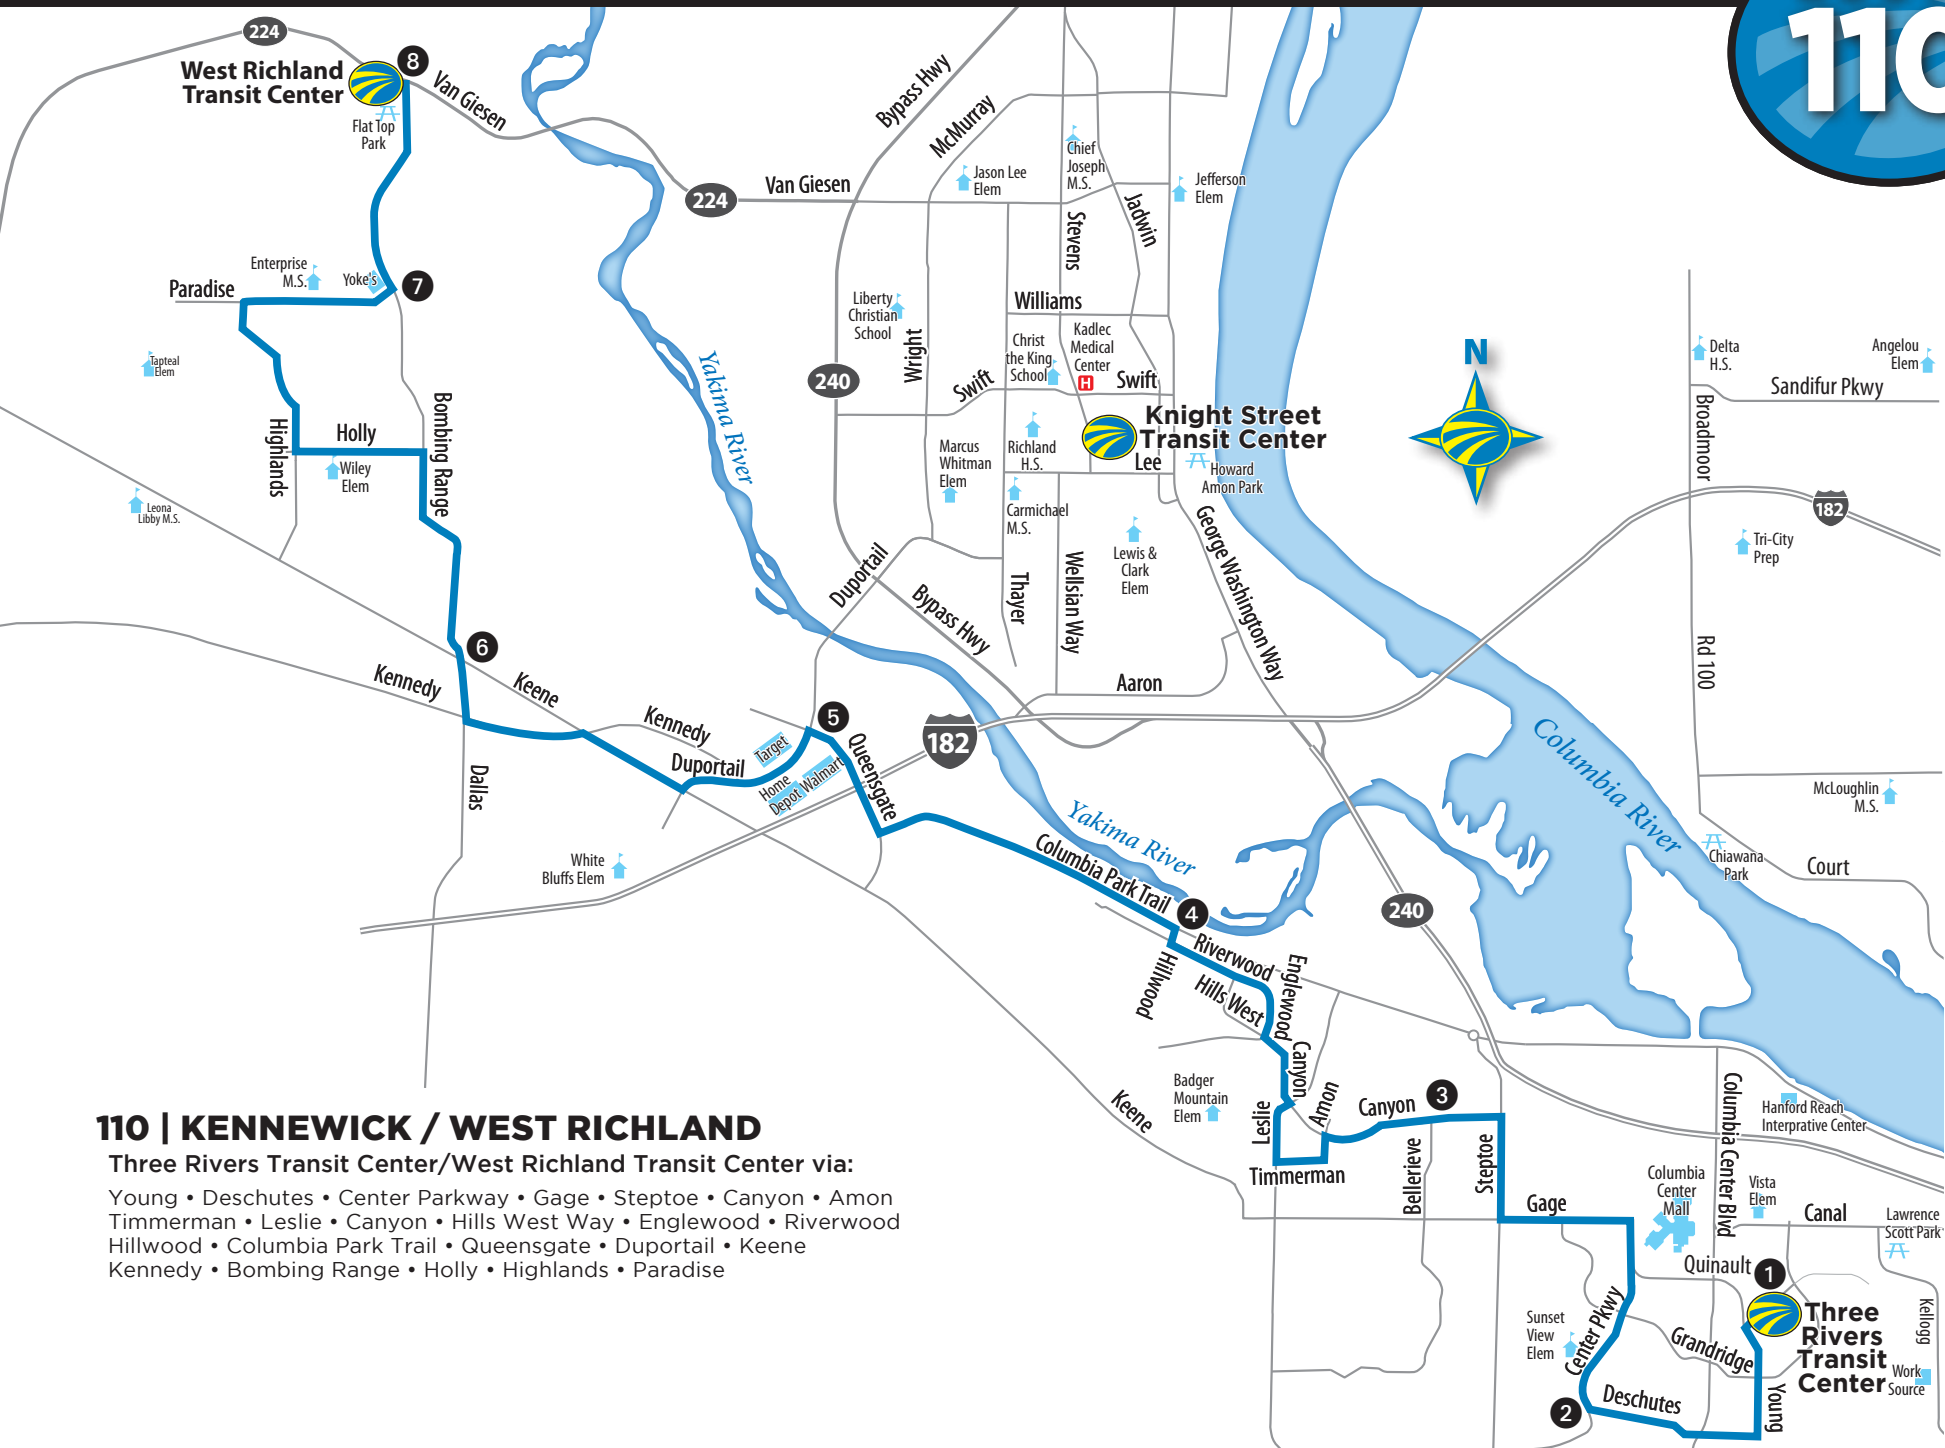 110
224
West Richland
Transit Center
8
Van Giesen
Flat Top
Park
Bypass Hwy
McMurray
Chief
Joseph
M.S.
Jason Lee
Elem
Jefferson
Elem
Van Giesen
224
Jadwin
Stevens
Enterprise
M.S.
Yoke's
7
Paradise
Liberty
Christian
School
Williams
Wright
Christ
the King
School
Kadlec
Medical
Center
H
Swift
Swift
240
Tapteal
Elem
Yakima River
N
Delta
H.S.
Angelou
Elem
Sandifur Pkwy
Broadmoor
Knight Street
Transit Center
Highlands
Holly
Bombing Range
Wiley
Elem
Marcus
Whitman
Elem
Richland
H.S.
Lee
Howard
Amon Park
Leona
Libby M.S.
Carmichael
M.S.
182
Tri-City
Prep
Lewis &
Clark
Elem
George Washington Way
Duportail
Bypass Hwy
Thayer
Wellsian Way
Rd 100
6
Kennedy
Keene
Aaron
Kennedy
5
Target
Duportail
Home
Depot
Walmart
Queensgate
182
Dallas
Columbia River
McLoughlin
M.S.
Chiawana
Park
Court
White
Bluffs Elem
Yakima River
Columbia Park Trail
4
240
Riverwood
Hillwood
Hills West
Englewood
Canyon
Badger
Mountain
Elem
Keene
Leslie
Amon
Canyon
3
Timmerman
Bellerieve
Steptoe
Columbia Center Blvd
Hanford Reach
Interprative Center
Columbia
Center
Mall
Vista
Elem
Gage
Canal
Lawrence
Scott Park
Quinault
1
Three
Rivers
Transit
Center
Kellogg
Work
Source
Sunset
View
Elem
Center Pkwy
Grandridge
2
Deschutes
Young
110 | KENNEWICK / WEST RICHLAND
Three Rivers Transit Center/West Richland Transit Center via:
Young • Deschutes • Center Parkway • Gage • Steptoe • Canyon • Amon
Timmerman • Leslie • Canyon • Hills West Way • Englewood • Riverwood
Hillwood • Columbia Park Trail • Queensgate • Duportail • Keene
Kennedy • Bombing Range • Holly • Highlands • Paradise